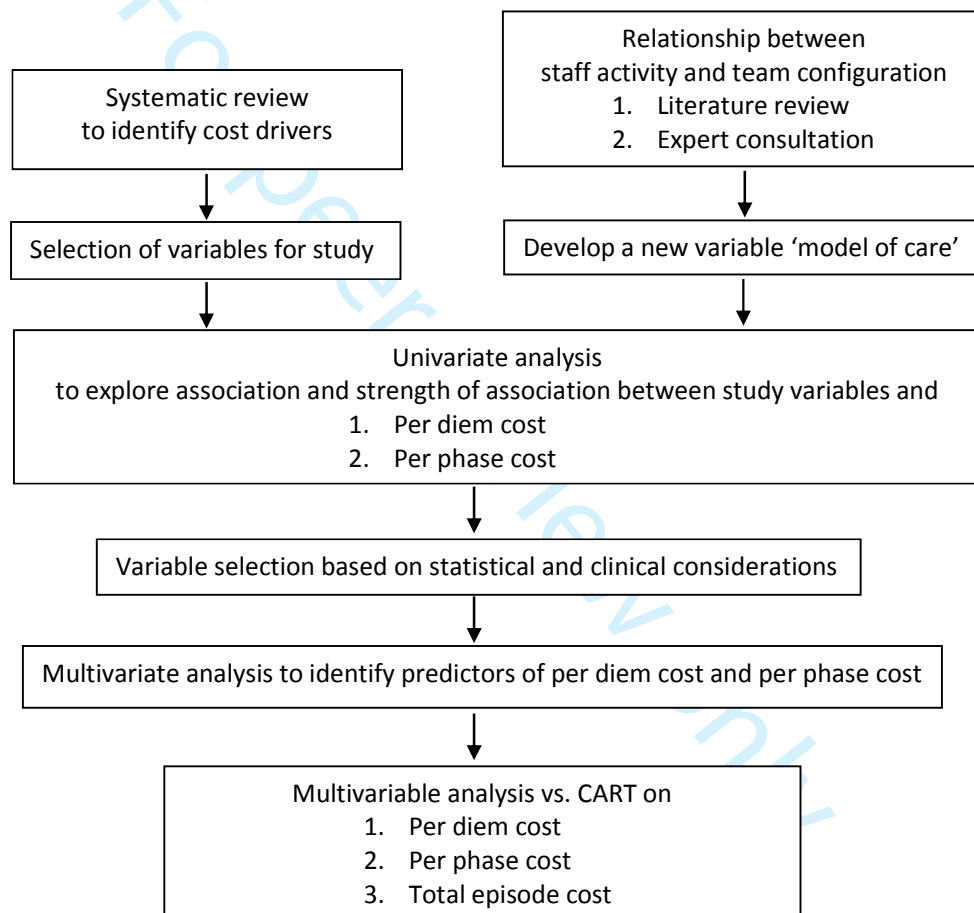 Relationship between
staff activity and team configuration
1. Literature review
2. Expert consultation
Systematic review
to identify cost drivers
Selection of variables for study
Develop a new variable ‘model of care’
Univariate analysis
to explore association and strength of association between study variables and
1. Per diem cost
2. Per phase cost
Variable selection based on statistical and clinical considerations
Multivariate analysis to identify predictors of per diem cost and per phase cost
Multivariable analysis vs. CART on
1. Per diem cost
2. Per phase cost
3. Total episode cost